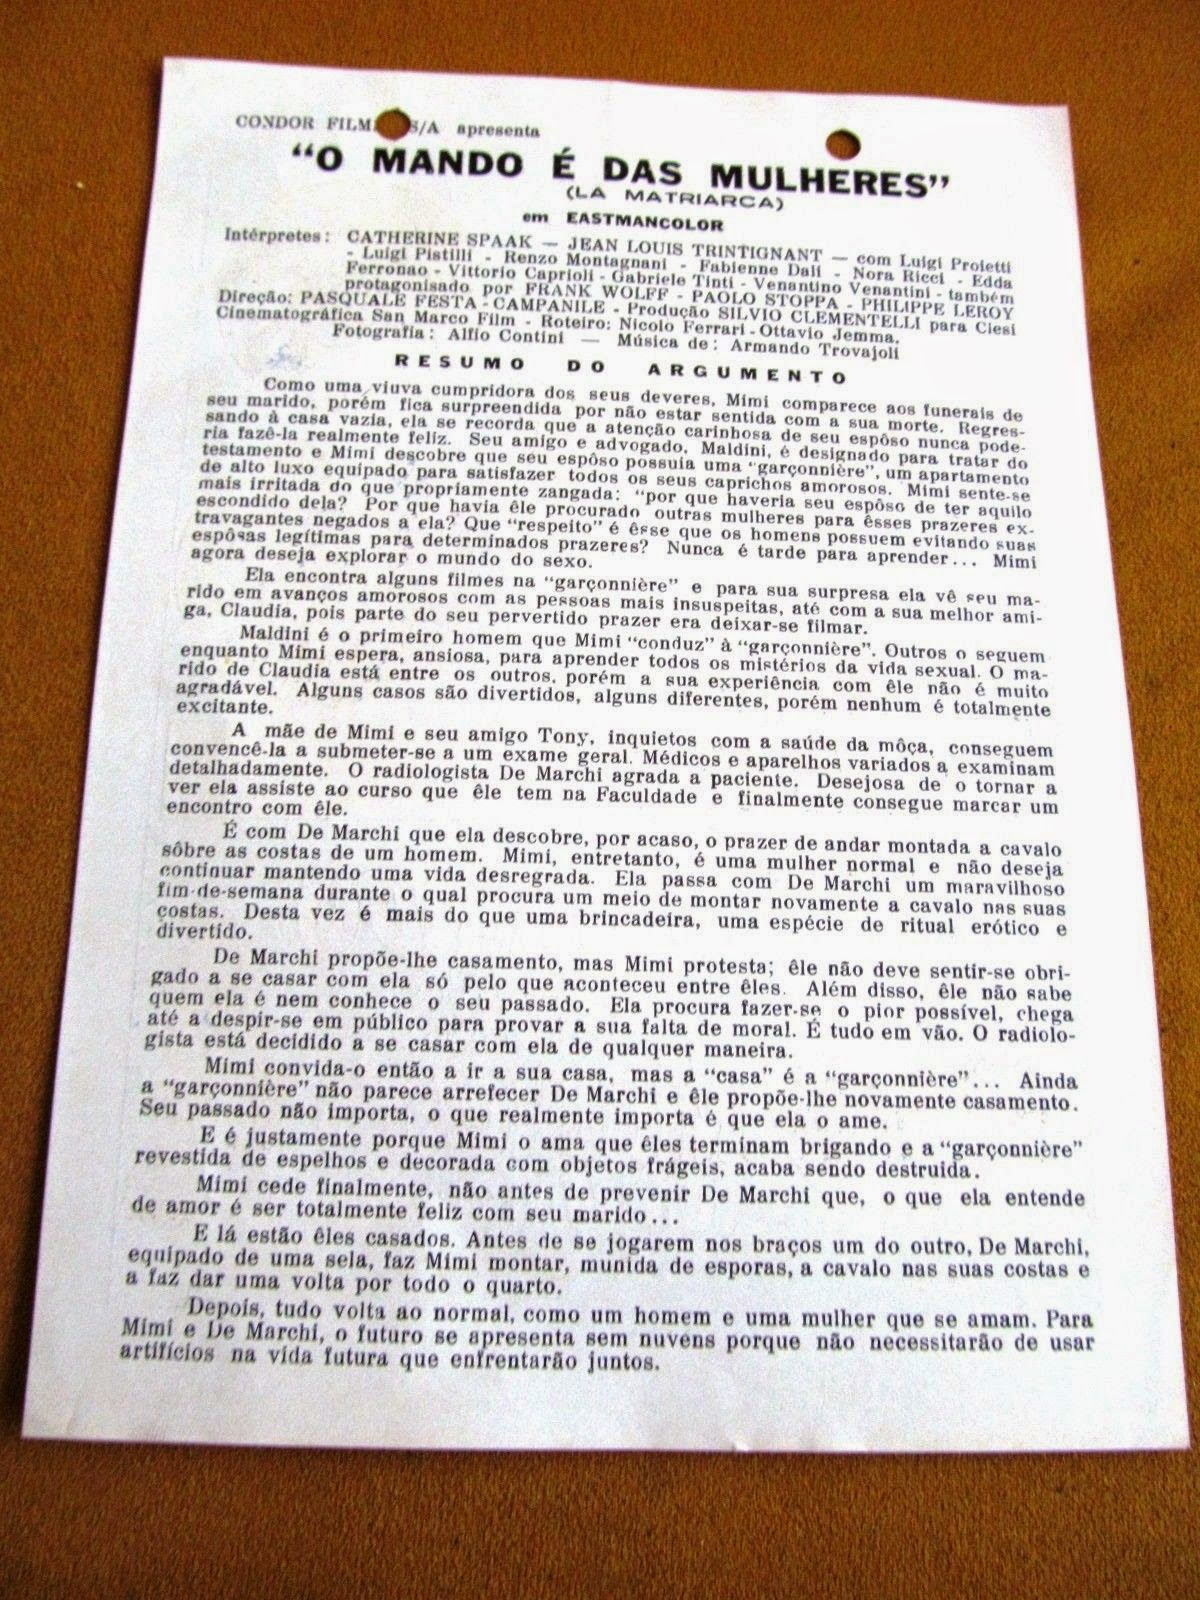 CONDOR FILM S/A apresenta
"O MANDO É DAS MULHERES"
(LA MATRIARCA)
em EASTMANCOLOR
Intérpretes: CATHERINE SPAAK — JEAN LOUIS TRINTIGNANT — com Luigi Proietti
- Luigi Pistilli - Renzo Montagnani - Fabienne Dali - Nora Ricci - Edda
Ferronao - Vittorio Caprioli - Gabriele Tinti - Venantino Venantini - também
protagonisado por FRANK WOLFF - PAOLO STOPPA - PHILIPPE LEROY
Direção: PASQUALE FESTA - CAMPANILE - Produção SILVIO CLEMENTELLI para Clesi
Cinematográfica San Marco Film - Roteiro: Nicolo Ferrari - Ottavio Jemma.
Fotografia: Alfio Contini — Música de: Armando Trovajoli
RESUMO DO ARGUMENTO
Como uma viuva cumpridora dos seus deveres, Mimi comparece aos funerais de
seu marido, porém fica surpreendida por não estar sentida com a sua morte. Regres-
sando à casa vazia, ela se recorda que a atenção carinhosa de seu espôso nunca pode-
ria fazê-la realmente feliz. Seu amigo e advogado, Maldini, é designado para tratar do
testamento e Mimi descobre que seu espôso possuia uma "garçonnière", um apartamento
de alto luxo equipado para satisfazer todos os seus caprichos amorosos. Mimi sente-se
mais irritada do que propriamente zangada: "por que haveria seu espôso de ter aquilo
escondido dela? Por que havia êle procurado outras mulheres para êsses prazeres ex-
travagantes negados a ela? Que "respeito" é êsse que os homens possuem evitando suas
espôsas legítimas para determinados prazeres? Nunca é tarde para aprender... Mimi
agora deseja explorar o mundo do sexo.
Ela encontra alguns filmes na "garçonnière" e para sua surpresa ela vê seu ma-
rido em avanços amorosos com as pessoas mais insuspeitas, até com a sua melhor ami-
ga, Claudia, pois parte do seu pervertido prazer era deixar-se filmar.
Maldini é o primeiro homem que Mimi "conduz" à "garçonnière". Outros o seguem
enquanto Mimi espera, ansiosa, para aprender todos os mistérios da vida sexual. O ma-
rido de Claudia está entre os outros, porém a sua experiência com êle não é muito
agradável. Alguns casos são divertidos, alguns diferentes, porém nenhum é totalmente
excitante.
A mãe de Mimi e seu amigo Tony, inquietos com a saúde da môça, conseguem
convencê-la a submeter-se a um exame geral. Médicos e aparelhos variados a examinam
detalhadamente. O radiologista De Marchi agrada a paciente. Desejosa de o tornar a
ver ela assiste ao curso que êle tem na Faculdade e finalmente consegue marcar um
encontro com êle.
É com De Marchi que ela descobre, por acaso, o prazer de andar montada a cavalo
sôbre as costas de um homem. Mimi, entretanto, é uma mulher normal e não deseja
continuar mantendo uma vida desregrada. Ela passa com De Marchi um maravilhoso
fim-de-semana durante o qual procura um meio de montar novamente a cavalo nas suas
costas. Desta vez é mais do que uma brincadeira, uma espécie de ritual erótico e
divertido.
De Marchi propõe-lhe casamento, mas Mimi protesta; êle não deve sentir-se obri-
gado a se casar com ela só pelo que aconteceu entre êles. Além disso, êle não sabe
quem ela é nem conhece o seu passado. Ela procura fazer-se o pior possível, chega
até a despir-se em público para provar a sua falta de moral. É tudo em vão. O radiolo-
gista está decidido a se casar com ela de qualquer maneira.
Mimi convida-o então a ir a sua casa, mas a "casa" é a "garçonnière"... Ainda
a "garçonnière" não parece arrefecer De Marchi e êle propõe-lhe novamente casamento.
Seu passado não importa, o que realmente importa é que ela o ame.
E é justamente porque Mimi o ama que êles terminam brigando e a "garçonnière"
revestida de espelhos e decorada com objetos frágeis, acaba sendo destruida.
Mimi cede finalmente, não antes de prevenir De Marchi que, o que ela entende
de amor é ser totalmente feliz com seu marido...
E lá estão êles casados. Antes de se jogarem nos braços um do outro, De Marchi,
equipado de uma sela, faz Mimi montar, munida de esporas, a cavalo nas suas costas e
a faz dar uma volta por todo o quarto.
Depois, tudo volta ao normal, como um homem e uma mulher que se amam. Para
Mimi e De Marchi, o futuro se apresenta sem nuvens porque não necessitarão de usar
artifícios na vida futura que enfrentarão juntos.